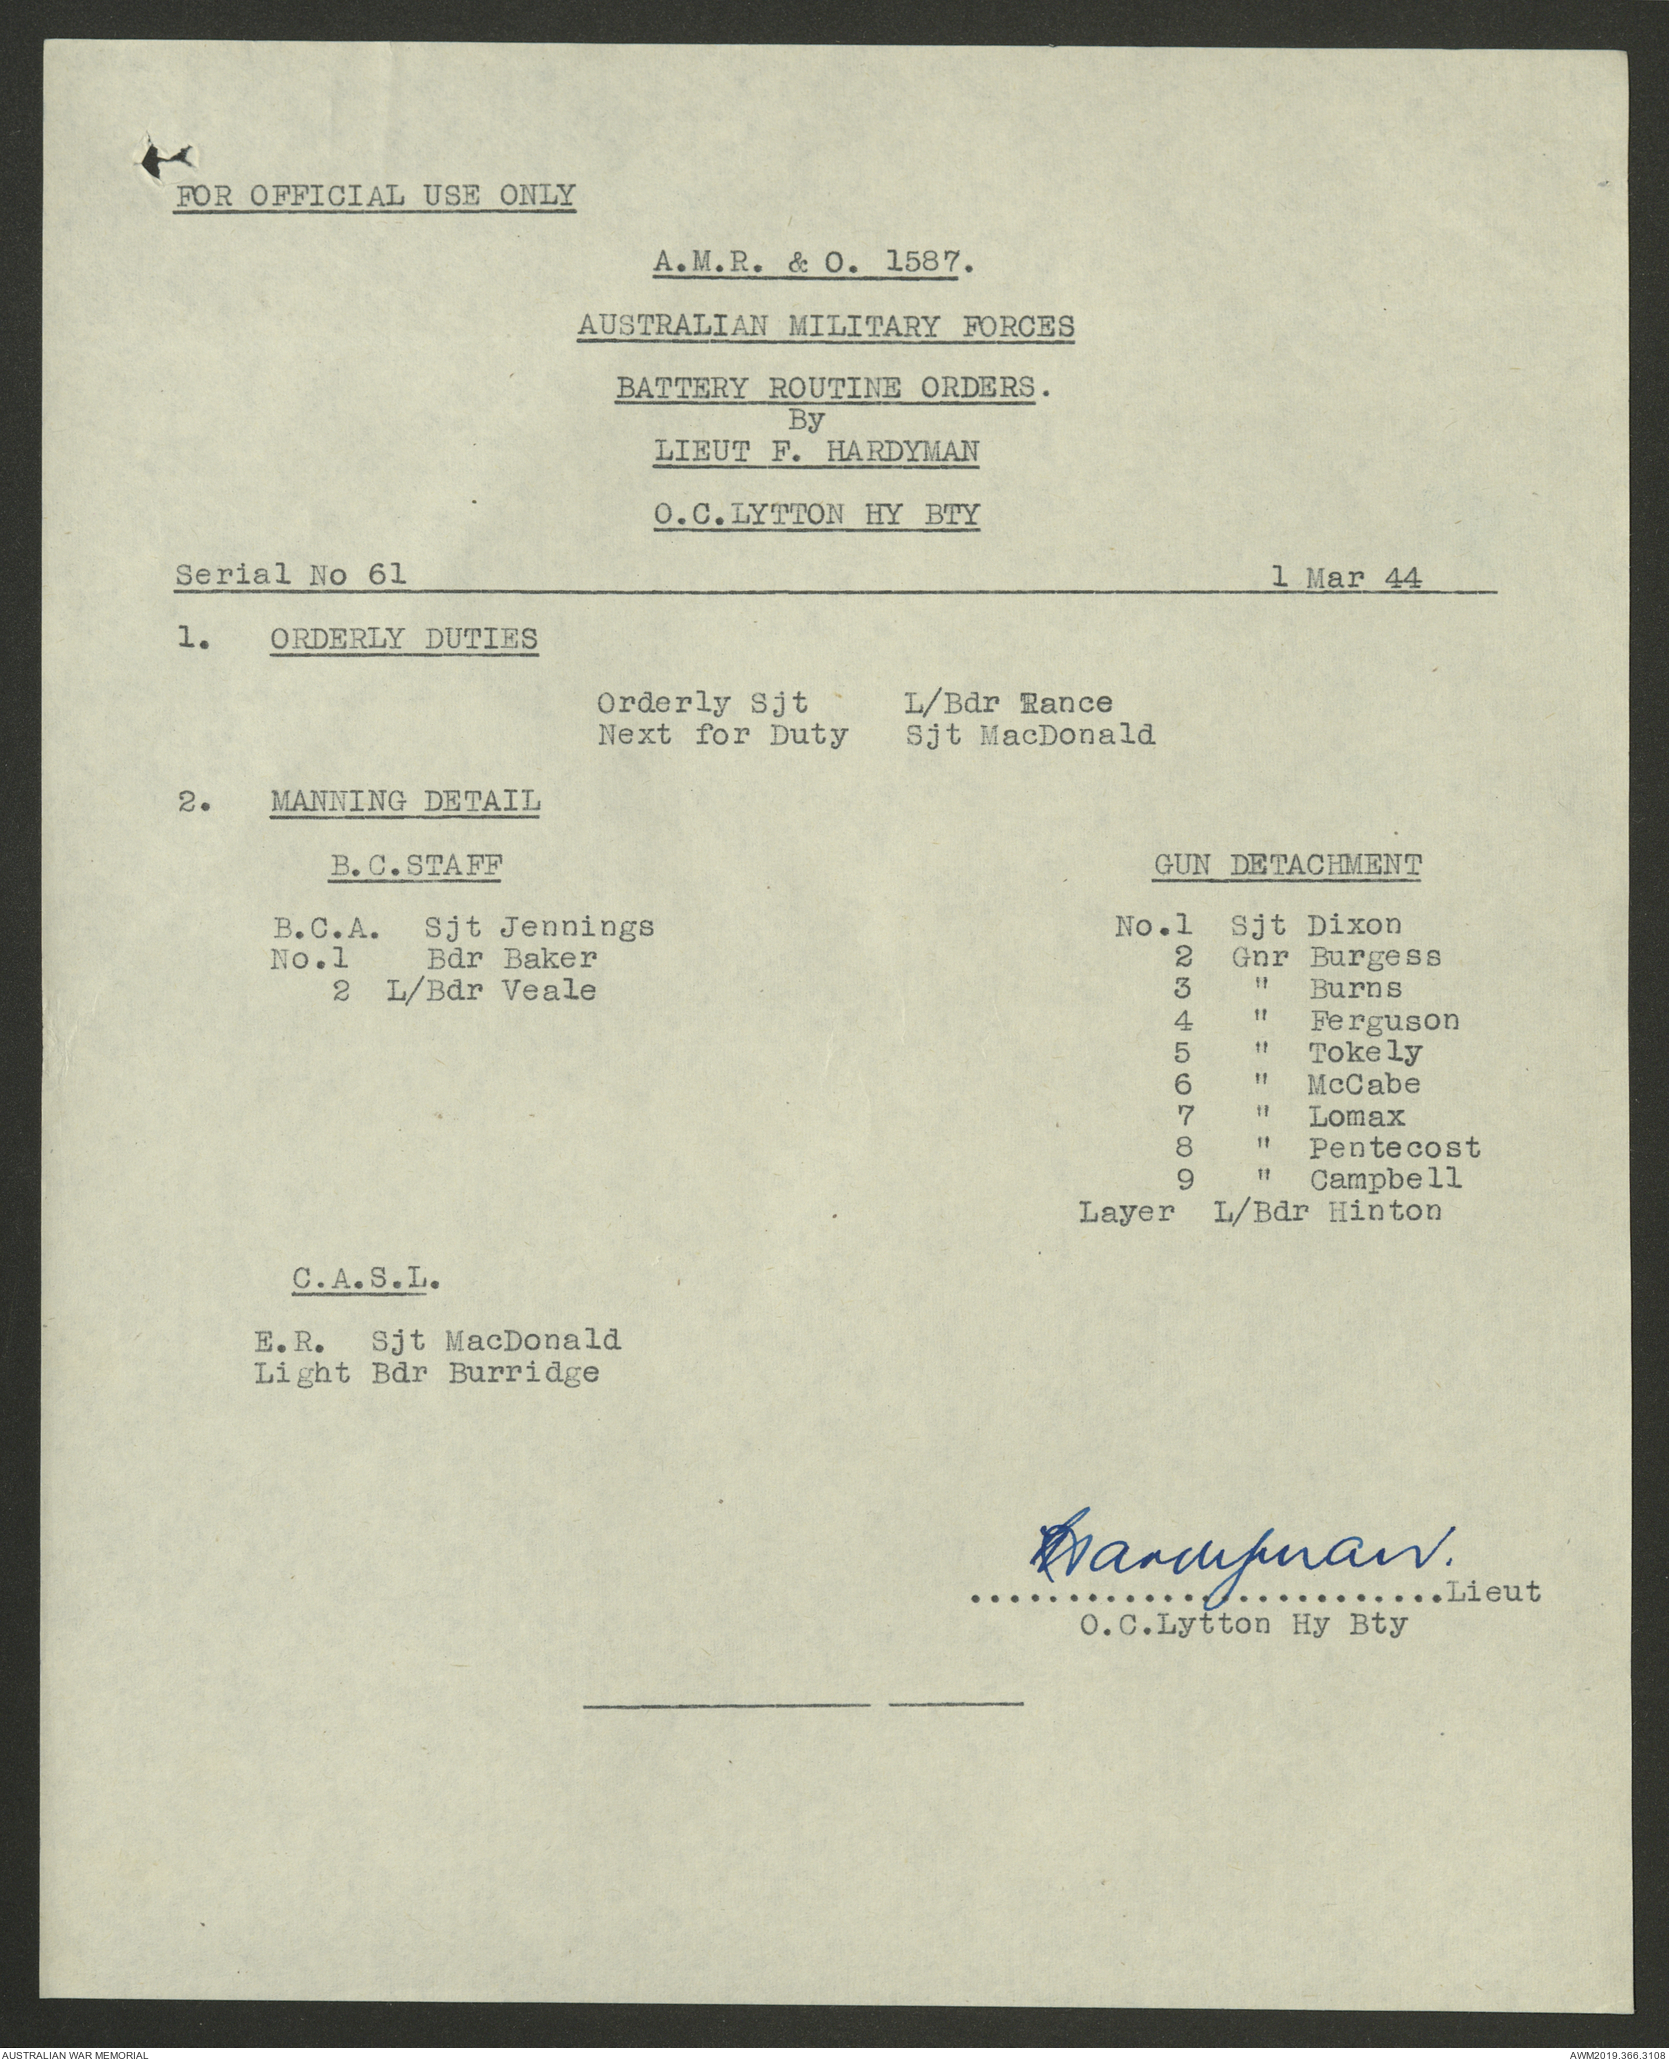 FOR OFFICIAL USE ONLY
A.M.R. & O. 1587.
AUSTRALIAN MILITARY FORCES
BATTERY ROUTINE ORDERS.
By
LIEUT F. HARDYMAN
O.C.LYTTON HY BTY
Serial No 61 1 Mar 44
1. ORDERLY DUTIES
Orderly Sjt L/Bdr Rance
Next for Duty Sjt MacDonald
2. MANNING DETAIL
B.C.STAFF
B.C.A. Sjt Jennings
No.1 Bdr Baker
2 L/Bdr Veale
GUN DETACHMENT
No.1 Sjt Dixon
2 Gnr Burgess
3 " Burns
4 " Ferguson
5 " Tokely
6 " McCabe
7 " Lomax
8 " Pentecost
9 " Campbell
Layer L/Bdr Hinton
C.A.S.L.
E.R. Sjt MacDonald
Light Bdr Burridge
Hardyman.
.........................Lieut
O.C.Lytton Hy Bty
AUSTRALIAN WAR MEMORIAL AWM2019.366.3108